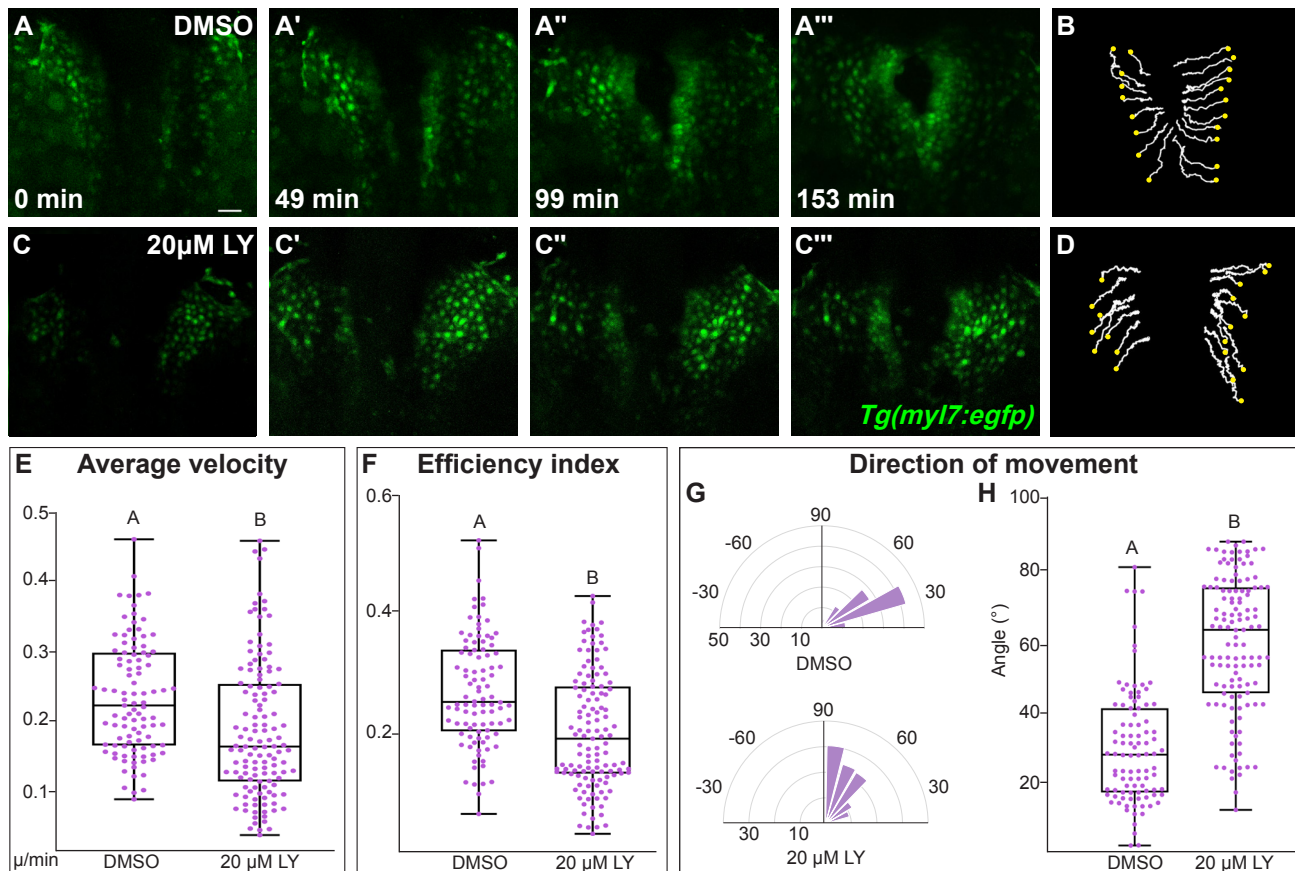 A DMSO A' A'' A''' B
0 min 49 min 99 min 153 min
C 20µM LY C' C'' C''' D
Tg(myl7:egfp)
E Average velocity
0.5
0.4
0.3
0.2
0.1
A B
µ/min DMSO 20 µM LY
F Efficiency index
0.6
0.4
0.2
A B
DMSO 20 µM LY
Direction of movement
G
90
-60 60
-30 30
50 30 10
DMSO
90
-60 60
-30 30
30 10
20 µM LY
H
100
80
60
40
20
Angle (°)
A B
DMSO 20 µM LY